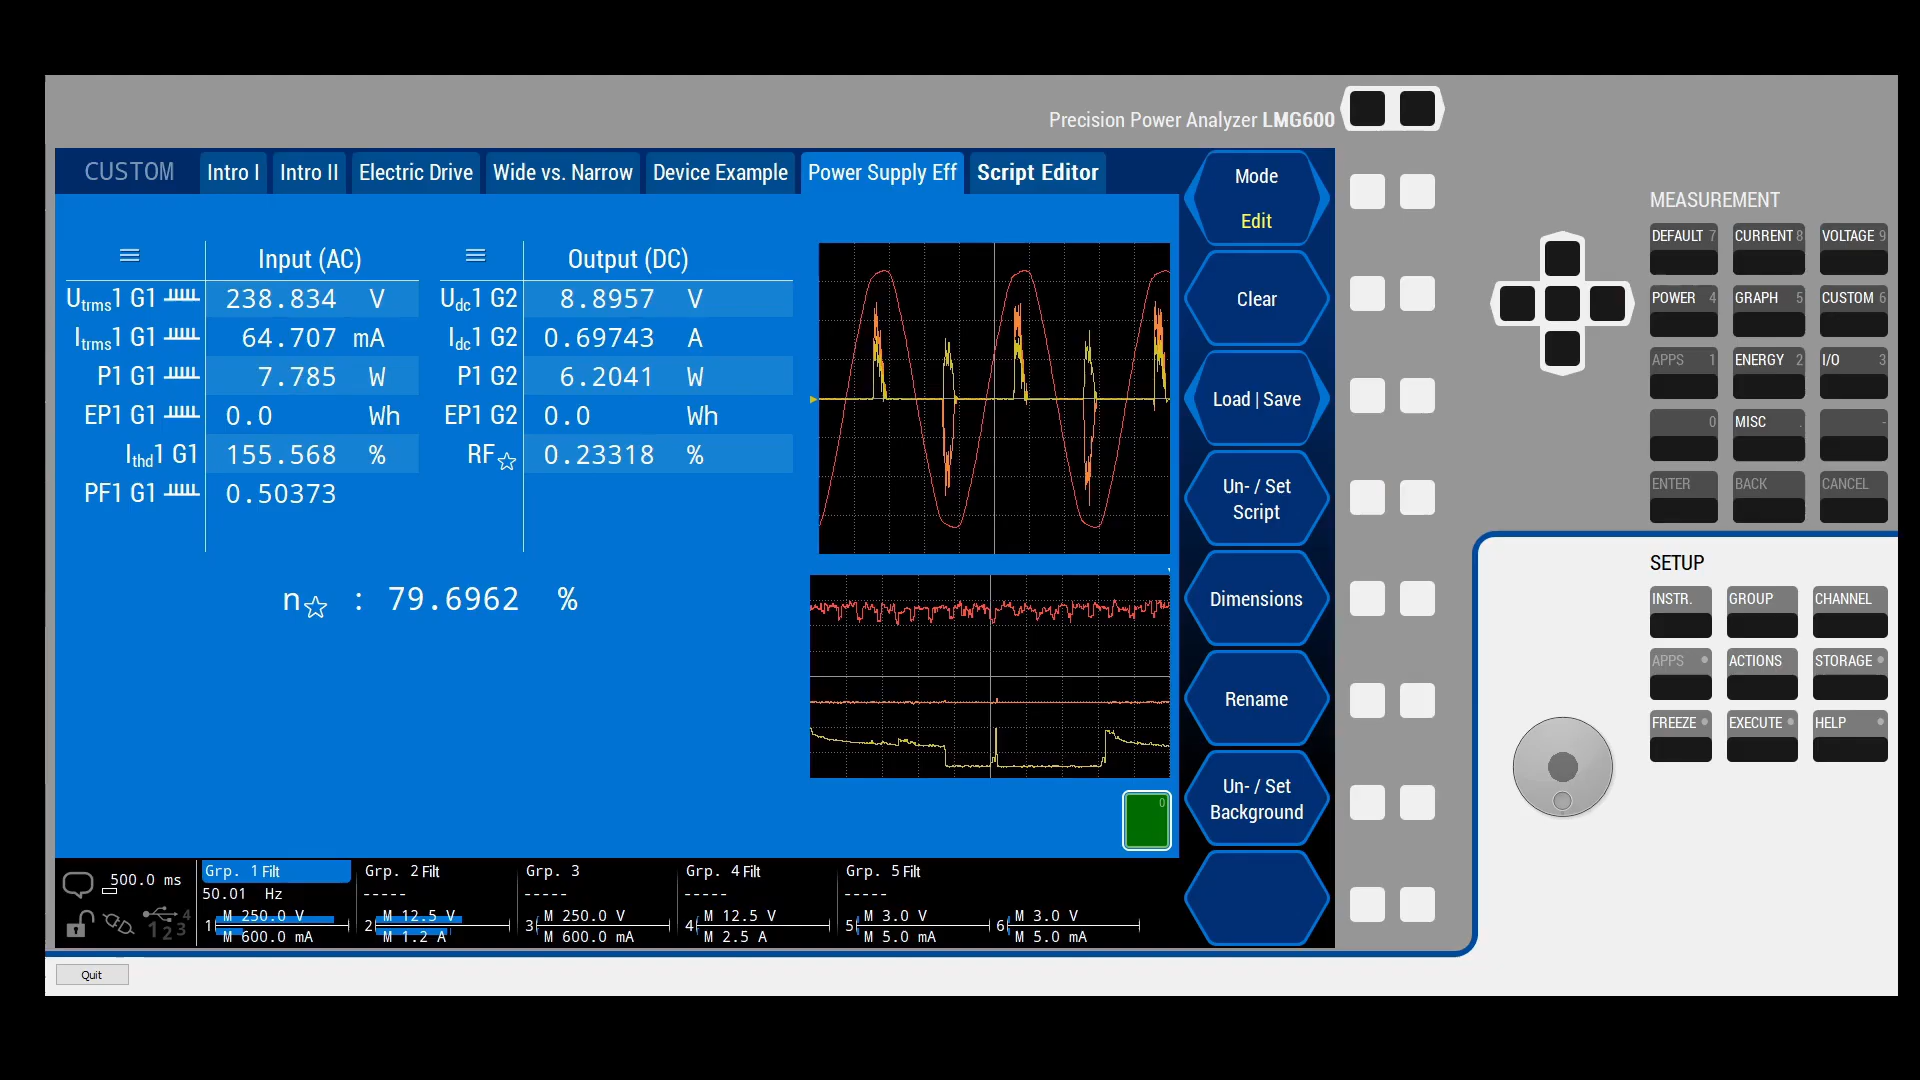 Precision Power Analyzer LMG600
CUSTOM Intro I Intro II Electric Drive Wide vs. Narrow Device Example Power Supply Eff Script Editor
Input (AC)
Utrms1 G1 238.834 V
Itrms1 G1 64.707 mA
P1 G1 7.785 W
EP1 G1 0.0 Wh
Ithd1 G1 155.568 %
PF1 G1 0.50373
Output (DC)
Udc1 G2 8.8957 V
Idc1 G2 0.69743 A
P1 G2 6.2041 W
EP1 G2 0.0 Wh
RF☆ 0.23318 %
n☆ : 79.6962 %
0
Mode
Edit
Clear
Load | Save
Un- / Set
Script
Dimensions
Rename
Un- / Set
Background
500.0 ms
1 2 3 4
Grp. 1 Filt
50.01 Hz
1 M 250.0 V
M 600.0 mA
Grp. 2 Filt
-----
2 M 12.5 V
M 1.2 A
Grp. 3
-----
3 M 250.0 V
M 600.0 mA
Grp. 4 Filt
-----
4 M 12.5 V
M 2.5 A
Grp. 5 Filt
-----
5 M 3.0 V
M 5.0 mA
6 M 3.0 V
M 5.0 mA
Quit
MEASUREMENT
DEFAULT 7 CURRENT 8 VOLTAGE 9
POWER 4 GRAPH 5 CUSTOM 6
APPS 1 ENERGY 2 I/O 3
0 MISC . -
ENTER BACK CANCEL
SETUP
INSTR. GROUP CHANNEL
APPS ACTIONS STORAGE
FREEZE EXECUTE HELP